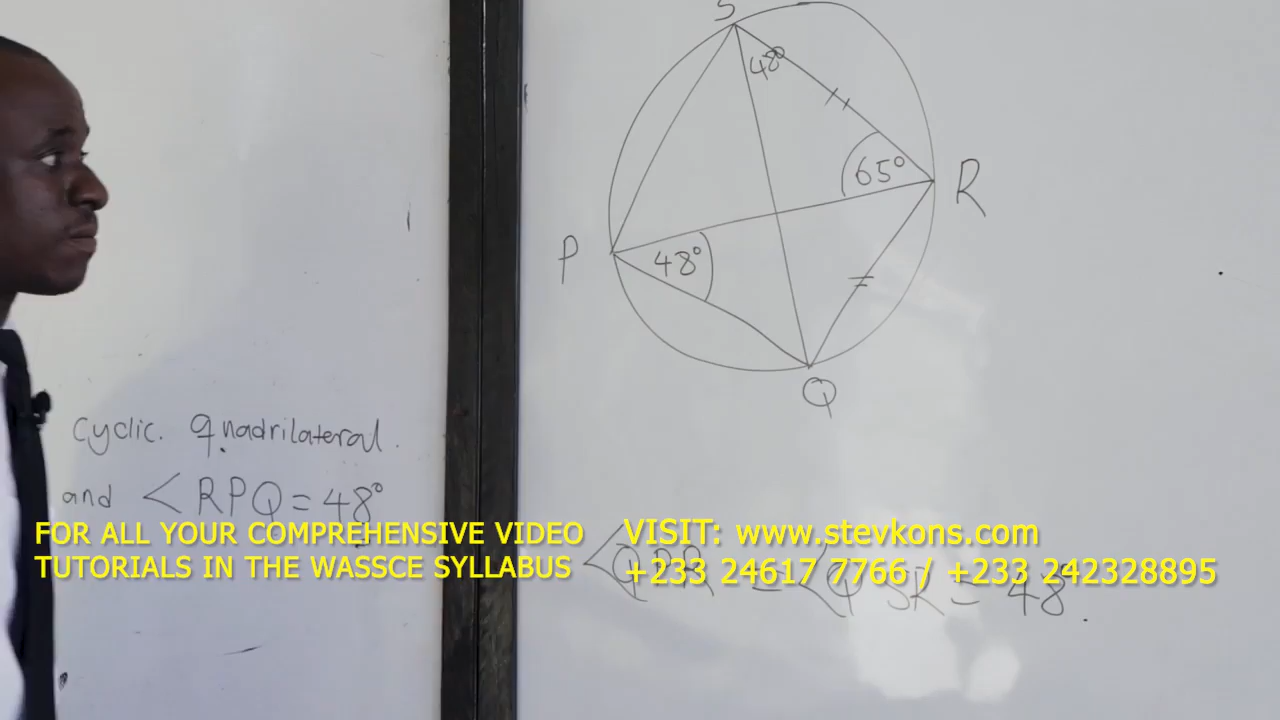 S
48°
65°
R
P
48°
Q
cyclic quadrilateral.
and <RPQ = 48°
FOR ALL YOUR COMPREHENSIVE VIDEO
TUTORIALS IN THE WASSCE SYLLABUS
VISIT: www.stevkons.com
+233 24617 7766 / +233 242328895
<QPR = <QSR = 48°.